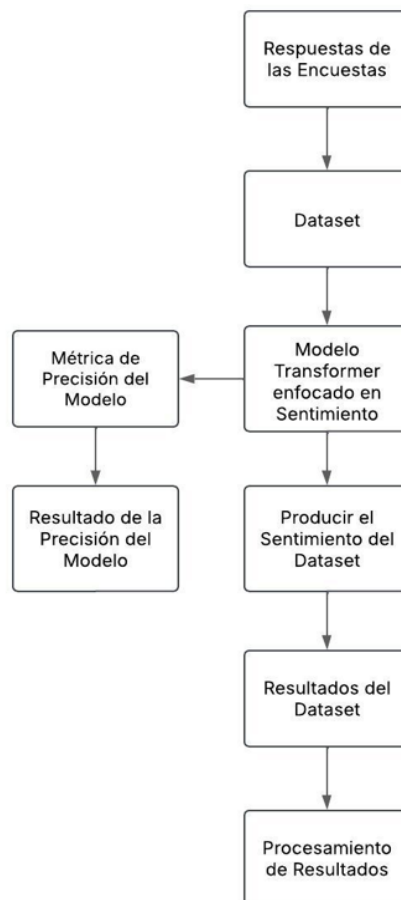 Respuestas de
las Encuestas
Dataset
Modelo
Transformer
enfocado en
Sentimiento
Métrica de
Precisión del
Modelo
Resultado de la
Precisión del
Modelo
Producir el
Sentimiento del
Dataset
Resultados del
Dataset
Procesamiento
de Resultados